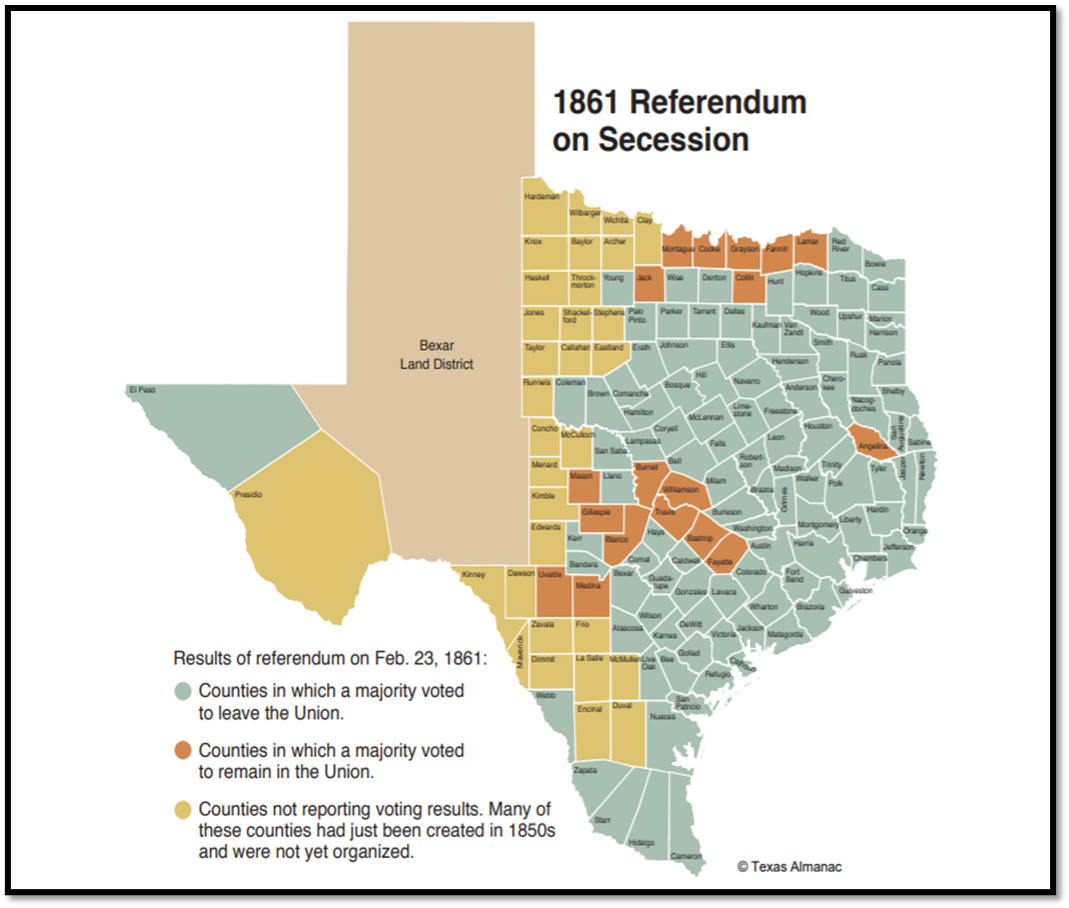 1861 Referendum
on Secession
Hardeman
Wilbarger
Wichita
Clay
Knox
Baylor
Archer
Montague
Cooke
Grayson
Fannin
Lamar
Red
River
Bowie
Haskell
Throck-
morton
Young
Jack
Wise
Denton
Collin
Hunt
Hopkins
Titus
Cass
Jones
Shackel-
ford
Stephens
Palo
Pinto
Parker
Tarrant
Dallas
Kaufman
Van
Zandt
Wood
Upshur
Marion
Harrison
Bexar
Land District
Taylor
Callahan
Eastland
Erath
Johnson
Ellis
Henderson
Smith
Rusk
Panola
El Paso
Runnels
Coleman
Brown
Comanche
Bosque
Hill
Navarro
Anderson
Chero-
kee
Nacog-
doches
Shelby
Hamilton
McLennan
Lime-
stone
Freestone
Houston
Angelina
San
Augustine
Sabine
Concho
McCulloch
San Saba
Lampasas
Coryell
Falls
Leon
Robert-
son
Madison
Trinity
Tyler
Jasper
Newton
Menard
Mason
Llano
Burnet
Bell
Milam
Brazos
Grimes
Walker
Polk
Presidio
Kimble
Gillespie
Williamson
Travis
Burleson
Washington
Montgomery
Liberty
Hardin
Orange
Edwards
Kerr
Blanco
Hays
Bastrop
Fayette
Austin
Harris
Jefferson
Chambers
Bandera
Comal
Caldwell
Colorado
Fort
Bend
Galveston
Kinney
Dawson
Uvalde
Medina
Bexar
Guada-
lupe
Gonzales
Lavaca
Wharton
Brazoria
Maverick
Zavala
Frio
Atascosa
Wilson
Karnes
DeWitt
Victoria
Jackson
Matagorda
Dimmit
La Salle
McMullen
Live
Oak
Bee
Goliad
Refugio
Calhoun
Webb
Encinal
Duval
Nueces
San
Patricio
Zapata
Starr
Hidalgo
Cameron
Results of referendum on Feb. 23, 1861:
Counties in which a majority voted
to leave the Union.
Counties in which a majority voted
to remain in the Union.
Counties not reporting voting results. Many of
these counties had just been created in 1850s
and were not yet organized.
© Texas Almanac